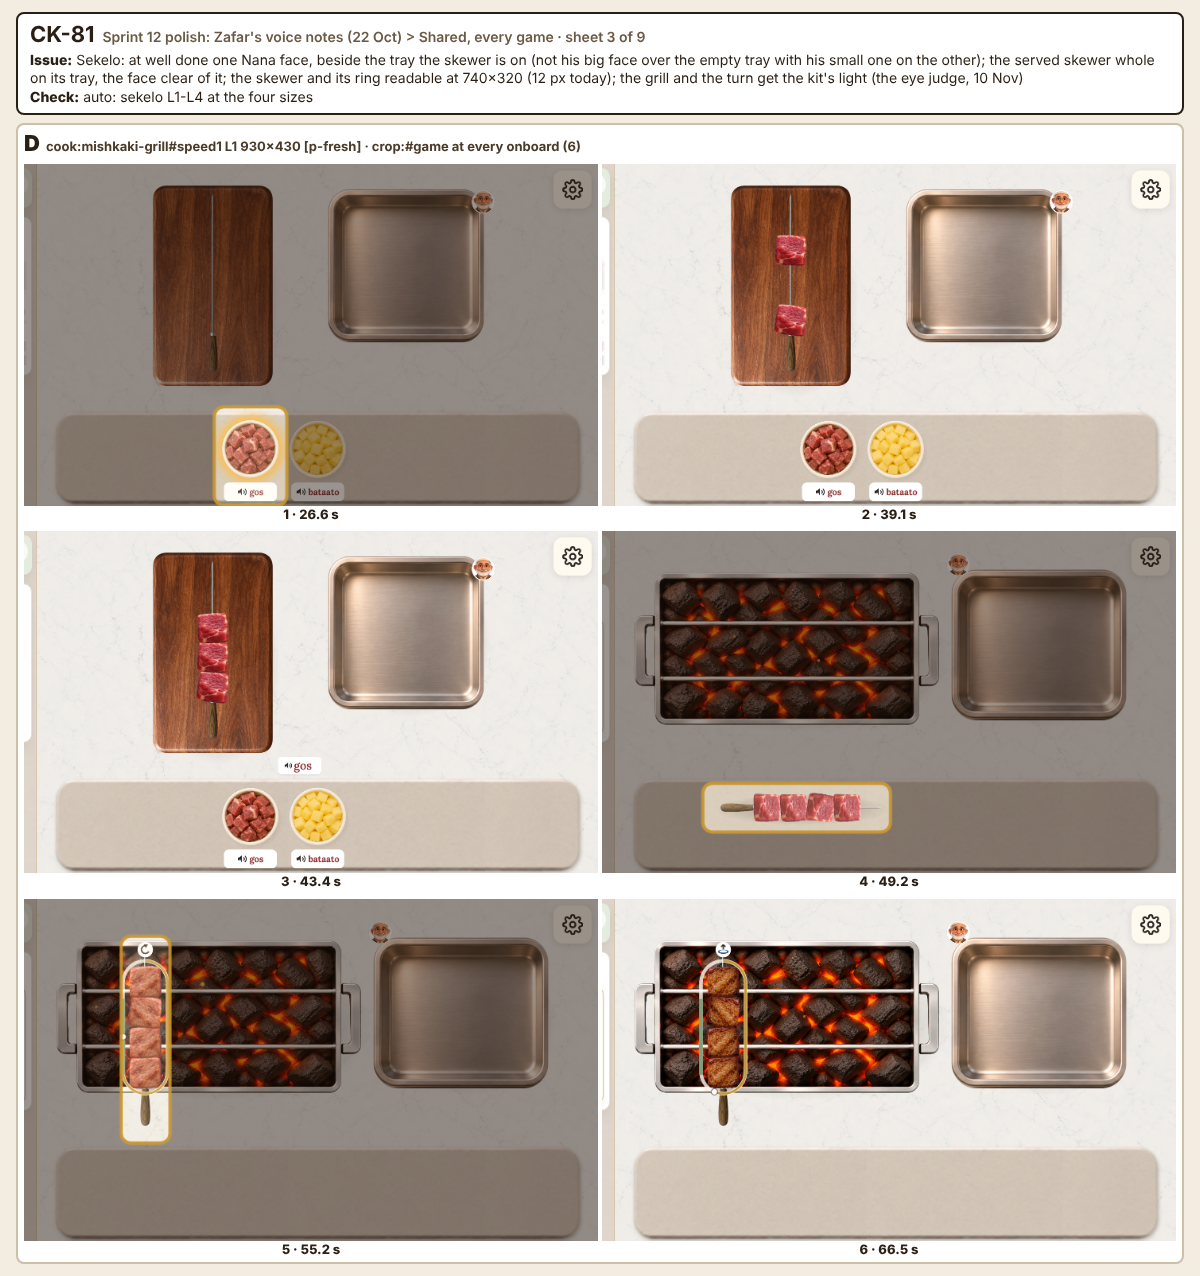 CK-81 Sprint 12 polish: Zafar's voice notes (22 Oct) > Shared, every game · sheet 3 of 9
Issue: Sekelo: at well done one Nana face, beside the tray the skewer is on (not his big face over the empty tray with his small one on the other); the served skewer whole
on its tray, the face clear of it; the skewer and its ring readable at 740×320 (12 px today); the grill and the turn get the kit's light (the eye judge, 10 Nov)
Check: auto: sekelo L1-L4 at the four sizes
D cook:mishkaki-grill#speed1 L1 930×430 [p-fresh] · crop:#game at every onboard (6)
gos
bataato
1 · 26.6 s
gos
bataato
2 · 39.1 s
gos
gos
bataato
3 · 43.4 s
4 · 49.2 s
5 · 55.2 s
6 · 66.5 s